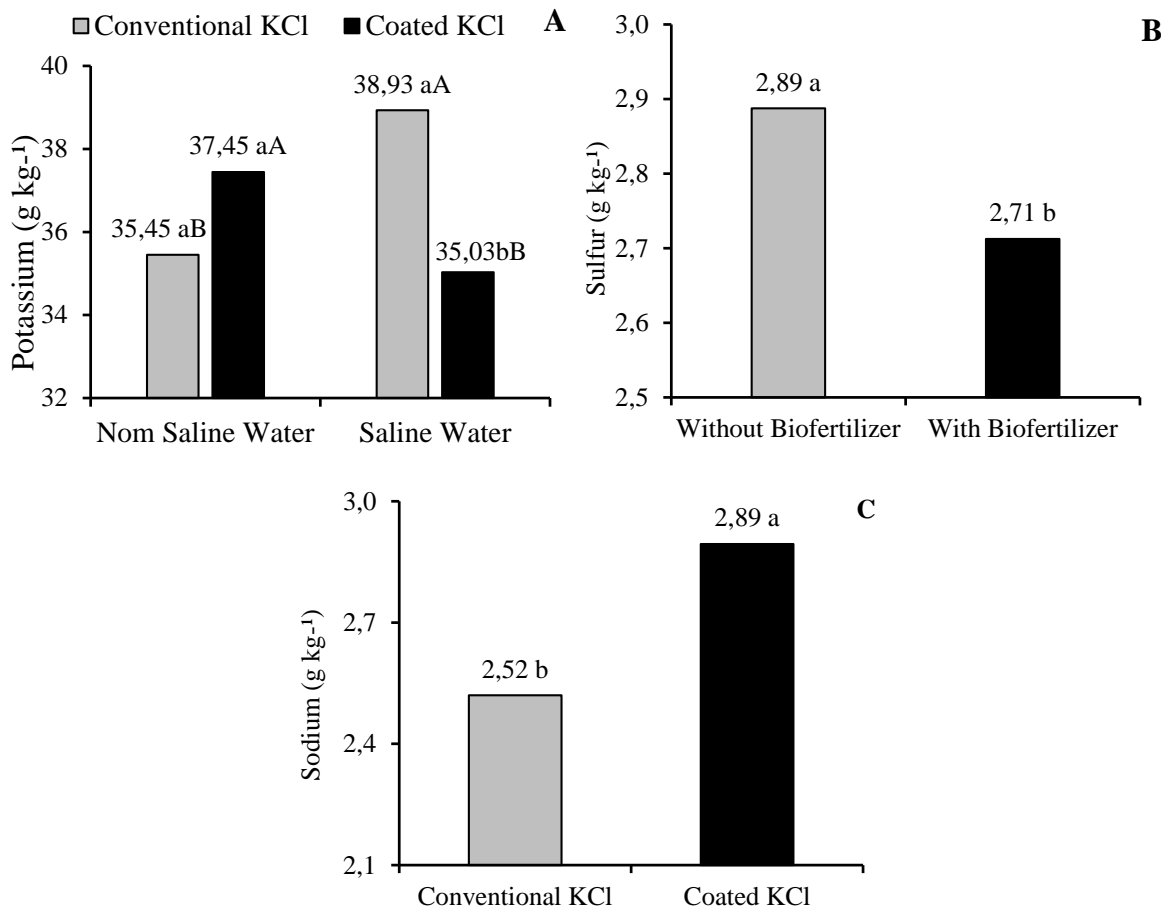 Conventional KCl Coated KCl A
Potassium (g kg-¹)
40
38
36
34
32
35,45 aB
37,45 aA
38,93 aA
35,03bB
Nom Saline Water Saline Water
B
Sulfur (g kg-¹)
3,0
2,9
2,8
2,7
2,6
2,5
2,89 a
2,71 b
Without Biofertilizer With Biofertilizer
C
Sodium (g kg-¹)
3,0
2,7
2,4
2,1
2,52 b
2,89 a
Conventional KCl Coated KCl